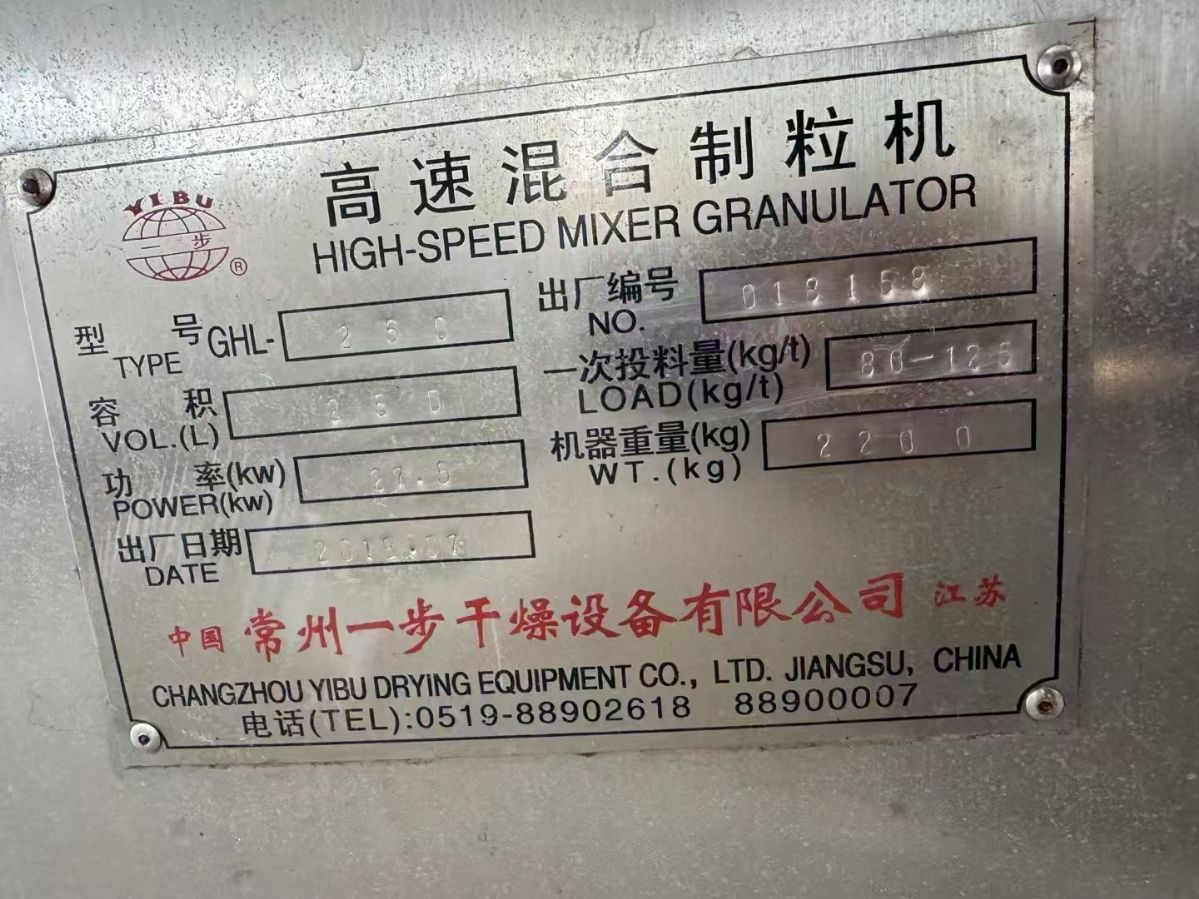 YIBU
一步
®
高速混合制粒机
HIGH-SPEED MIXER GRANULATOR
型号 GHL- 250
TYPE
出厂编号
NO.
容积 250
VOL.(L)
一次投料量(kg/t) 80-125
LOAD(kg/t)
功率(kw) 27.5
POWER(kw)
机器重量(kg) 2200
WT.(kg)
出厂日期
DATE
中国 常州一步干燥设备有限公司 江苏
CHANGZHOU YIBU DRYING EQUIPMENT CO., LTD. JIANGSU, CHINA
电话(TEL):0519-88902618 88900007